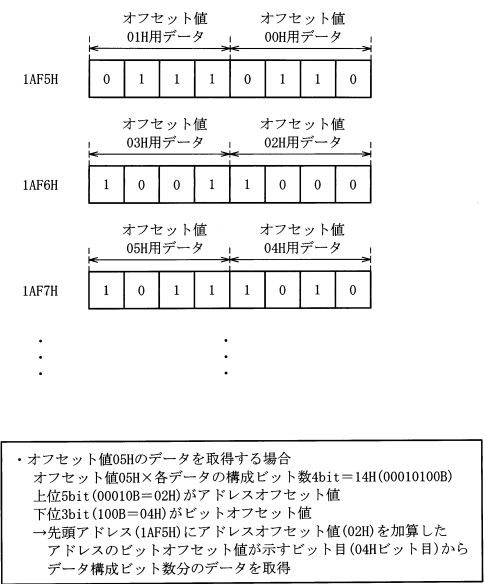 オフセット値 オフセット値
01H用データ 00H用データ
1AF5H 0 1 1 1 0 1 1 0
オフセット値 オフセット値
03H用データ 02H用データ
1AF6H 1 0 0 1 1 0 0 0
オフセット値 オフセット値
05H用データ 04H用データ
1AF7H 1 0 1 1 1 0 1 0
・オフセット値05Hのデータを取得する場合
オフセット値05H×各データの構成ビット数4bit=14H(00010100B)
上位5bit(00010B=02H)がアドレスオフセット値
下位3bit(100B=04H)がビットオフセット値
→先頭アドレス(1AF5H)にアドレスオフセット値(02H)を加算した
アドレスのビットオフセット値が示すビット目(04Hビット目)から
データ構成ビット数分のデータを取得